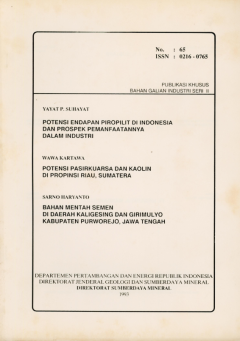 No. : 65
ISSN : 0216 - 0765
PUBLIKASI KHUSUS
BAHAN GALIAN INDUSTRI SERI II
YAYAT P. SUHAYAT
POTENSI ENDAPAN PIROPILIT DI INDONESIA
DAN PROSPEK PEMANFAATANNYA
DALAM INDUSTRI
WAWA KARTAWA
POTENSI PASIRKUARSA DAN KAOLIN
DI PROPINSI RIAU, SUMATERA
SARNO HARYANTO
BAHAN MENTAH SEMEN
DI DAERAH KALIGESING DAN GIRIMULYO
KABUPATEN PURWOREJO, JAWA TENGAH
DEPARTEMEN PERTAMBANGAN DAN ENERGI REPUBLIK INDONESIA
DIREKTORAT JENDERAL GEOLOGI DAN SUMBERDAYA MINERAL
DIREKTORAT SUMBERDAYA MINERAL
1993